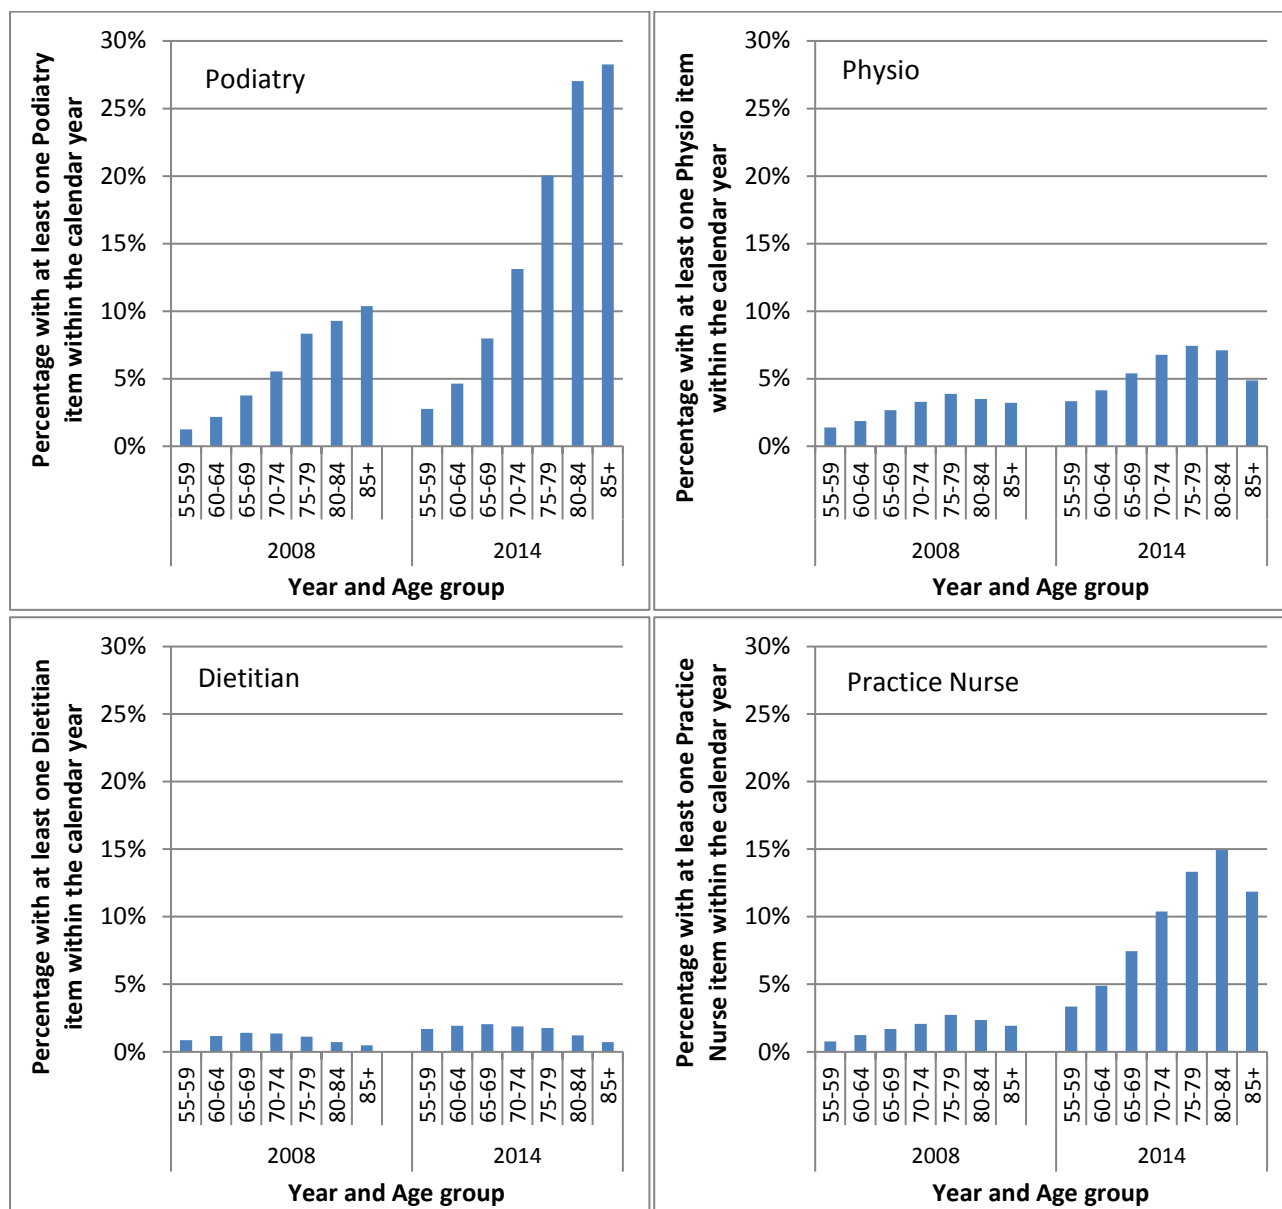 Podiatry
Percentage with at least one Podiatry
item within the calendar year
30%
25%
20%
15%
10%
5%
0%
55-59 60-64 65-69 70-74 75-79 80-84 85+ 55-59 60-64 65-69 70-74 75-79 80-84 85+
2008 2014
Year and Age group
Physio
Percentage with at least one Physio item
within the calendar year
30%
25%
20%
15%
10%
5%
0%
55-59 60-64 65-69 70-74 75-79 80-84 85+ 55-59 60-64 65-69 70-74 75-79 80-84 85+
2008 2014
Year and Age group
Dietitian
Percentage with at least one Dietitian
item within the calendar year
30%
25%
20%
15%
10%
5%
0%
55-59 60-64 65-69 70-74 75-79 80-84 85+ 55-59 60-64 65-69 70-74 75-79 80-84 85+
2008 2014
Year and Age group
Practice Nurse
Percentage with at least one Practice
Nurse item within the calendar year
30%
25%
20%
15%
10%
5%
0%
55-59 60-64 65-69 70-74 75-79 80-84 85+ 55-59 60-64 65-69 70-74 75-79 80-84 85+
2008 2014
Year and Age group